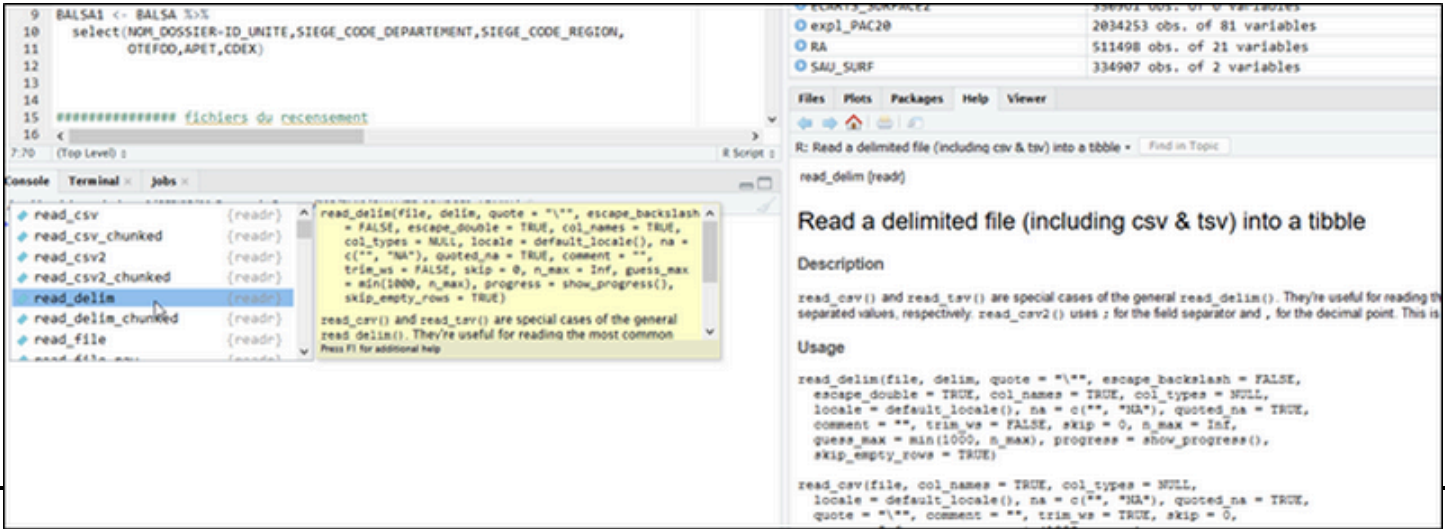 9 BALSA1 <- BALSA %>%
10 select(NOM_DOSSIER-ID_UNITE,SIEGE_CODE_DEPARTEMENT,SIEGE_CODE_REGION,
11 OTEFDD,APET,CDEX)
12
13
14
15 ############### fichiers du recensement
16
7:70 (Top Level) R Script
Console Terminal Jobs
read_csv {readr}
read_csv_chunked {readr}
read_csv2 {readr}
read_csv2_chunked {readr}
read_delim {readr}
read_delim_chunked {readr}
read_file {readr}
read_delim(file, delim, quote = "\"", escape_backslash
= FALSE, escape_double = TRUE, col_names = TRUE,
col_types = NULL, locale = default_locale(), na =
c("", "NA"), quoted_na = TRUE, comment = "",
trim_ws = FALSE, skip = 0, n_max = Inf, guess_max
= min(1000, n_max), progress = show_progress(),
skip_empty_rows = TRUE)
read_csv() and read_tsv() are special cases of the general
read_delim(). They're useful for reading the most common
Press F1 for additional help
ECARTS_SURFACE2 330901 obs. of 6 variables
expl_PAC20 2034253 obs. of 81 variables
RA 511498 obs. of 21 variables
SAU_SURF 334907 obs. of 2 variables
Files Plots Packages Help Viewer
R: Read a delimited file (including csv & tsv) into a tibble Find in Topic
read_delim {readr}
Read a delimited file (including csv & tsv) into a tibble
Description
read_csv() and read_tsv() are special cases of the general read_delim(). They're useful for reading th
separated values, respectively. read_csv2() uses ; for the field separator and , for the decimal point. This is
Usage
read_delim(file, delim, quote = "\"", escape_backslash = FALSE,
escape_double = TRUE, col_names = TRUE, col_types = NULL,
locale = default_locale(), na = c("", "NA"), quoted_na = TRUE,
comment = "", trim_ws = FALSE, skip = 0, n_max = Inf,
guess_max = min(1000, n_max), progress = show_progress(),
skip_empty_rows = TRUE)
read_csv(file, col_names = TRUE, col_types = NULL,
locale = default_locale(), na = c("", "NA"), quoted_na = TRUE,
quote = "\"", comment = "", trim_ws = TRUE, skip = 0,